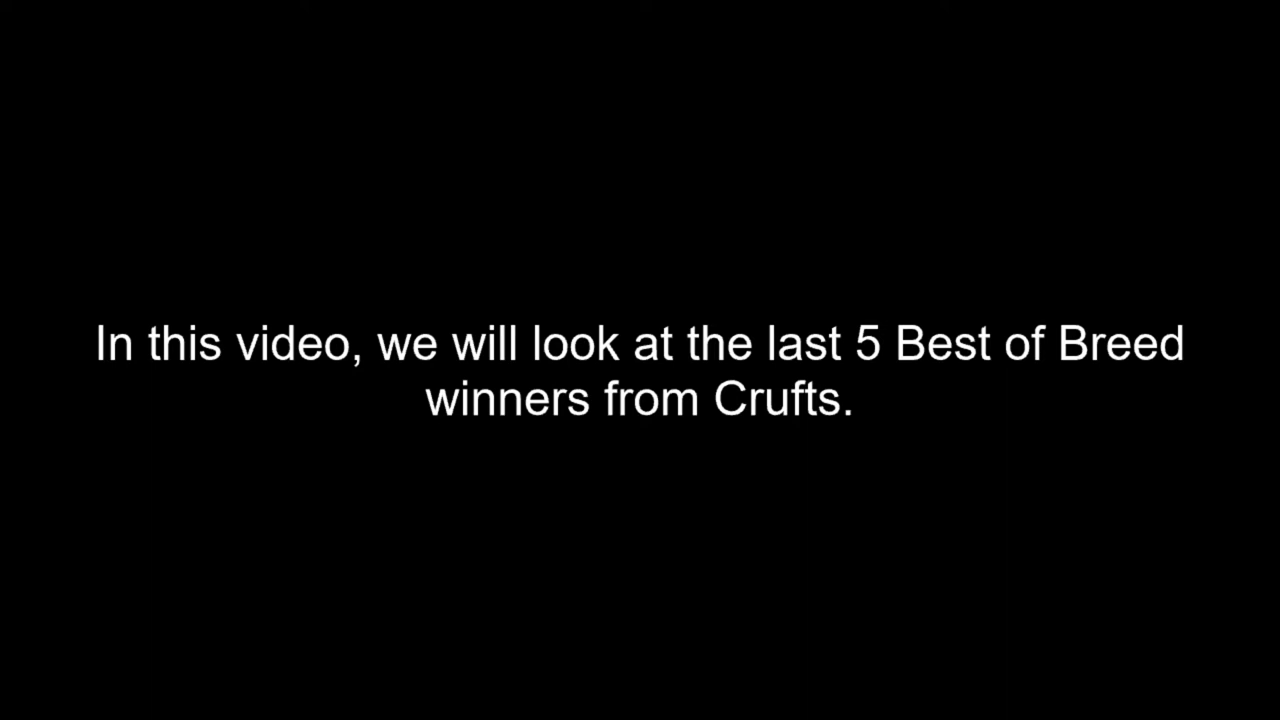 In this video, we will look at the last 5 Best of Breed
winners from Crufts.